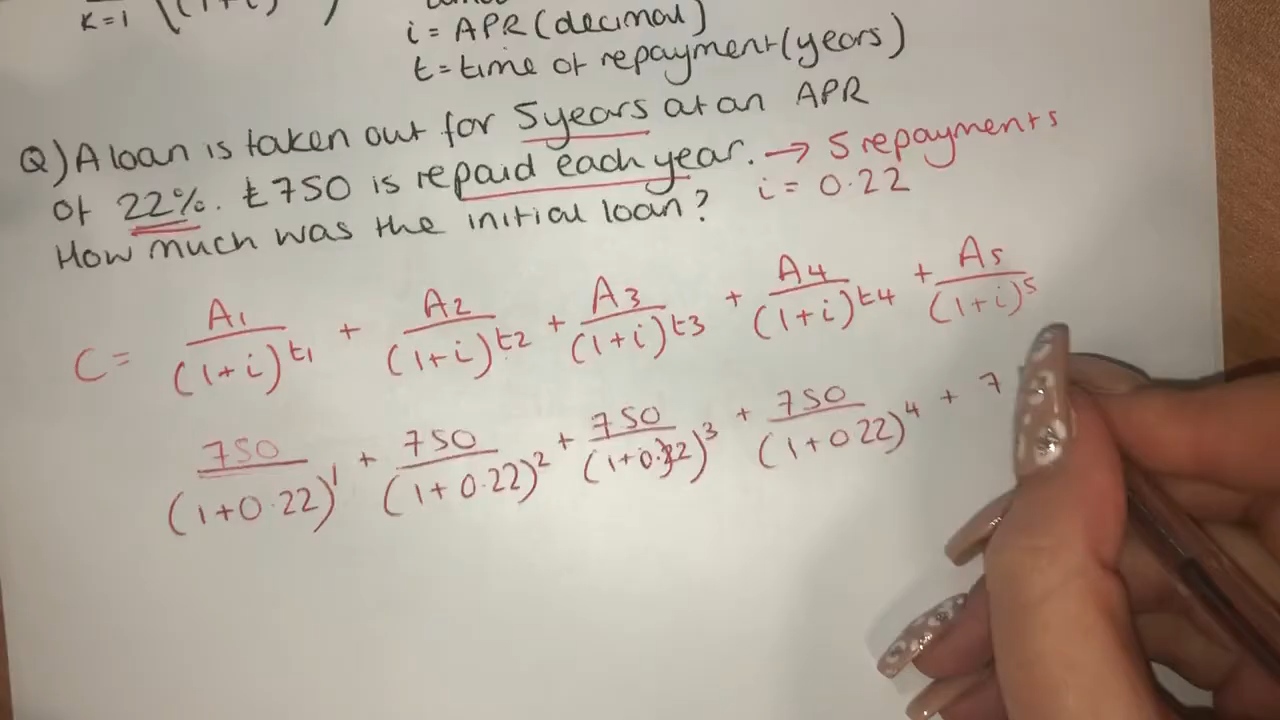 K=1 ((1+i)
i = APR (decimal)
t = time of repayment (years)
Q) A loan is taken out for 5 years at an APR
of 22%. £750 is repaid each year. → 5 repayments
How much was the initial loan? i = 0.22
C = A1/(1+i)^t1 + A2/(1+i)^t2 + A3/(1+i)^t3 + A4/(1+i)^t4 + A5/(1+i)^5
750/(1+0.22)^1 + 750/(1+0.22)^2 + 750/(1+0.22)^3 + 750/(1+0.22)^4 + 7